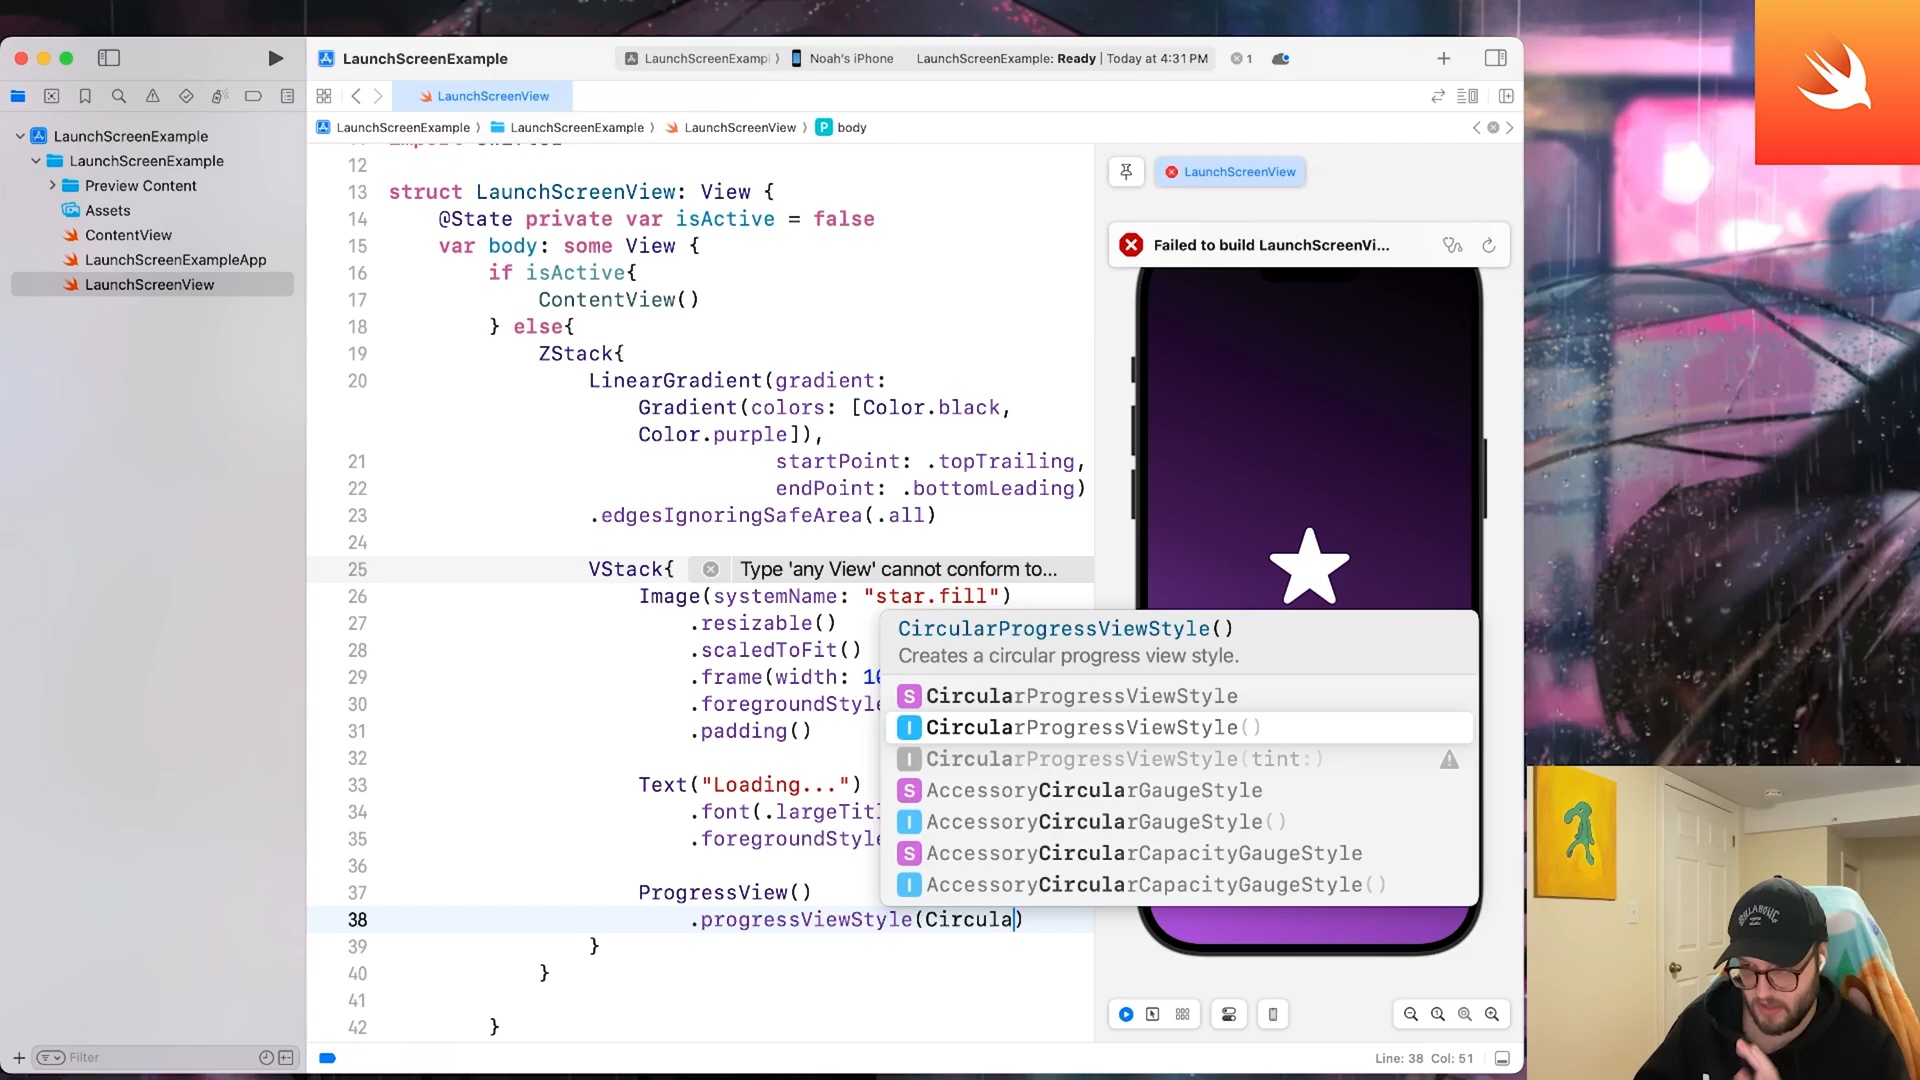 LaunchScreenExample
LaunchScreenExampl
Noah's iPhone
LaunchScreenExample: Ready | Today at 4:31 PM
1
LaunchScreenView
LaunchScreenExample
LaunchScreenExample
LaunchScreenView
P body
LaunchScreenExample
LaunchScreenExample
Preview Content
Assets
ContentView
LaunchScreenExampleApp
LaunchScreenView
12
13 struct LaunchScreenView: View {
14 @State private var isActive = false
15 var body: some View {
16 if isActive{
17 ContentView()
18 } else{
19 ZStack{
20 LinearGradient(gradient:
Gradient(colors: [Color.black,
Color.purple]),
21 startPoint: .topTrailing,
22 endPoint: .bottomLeading)
23 .edgesIgnoringSafeArea(.all)
24
25 VStack{ Type 'any View' cannot conform to...
26 Image(systemName: "star.fill")
27 .resizable()
28 .scaledToFit()
29 .frame(width: 10
30 .foregroundStyle
31 .padding()
32
33 Text("Loading...")
34 .font(.largeTitl
35 .foregroundStyle
36
37 ProgressView()
38 .progressViewStyle(Circula)
39 }
40 }
41
42 }
LaunchScreenView
Failed to build LaunchScreenVi...
CircularProgressViewStyle()
Creates a circular progress view style.
S CircularProgressViewStyle
I CircularProgressViewStyle()
I CircularProgressViewStyle(tint:)
S AccessoryCircularGaugeStyle
I AccessoryCircularGaugeStyle()
S AccessoryCircularCapacityGaugeStyle
I AccessoryCircularCapacityGaugeStyle()
Filter
Line: 38 Col: 51
BILLABONG